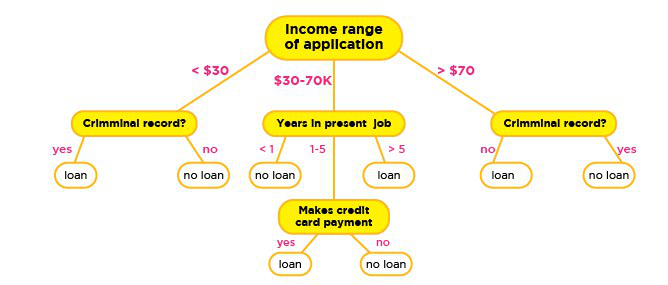 Income range
of application
< $30
$30-70K
> $70
Crimminal record?
Years in present job
Crimminal record?
yes
no
< 1
1-5
> 5
no
yes
loan
no loan
no loan
loan
loan
no loan
Makes credit
card payment
yes
no
loan
no loan